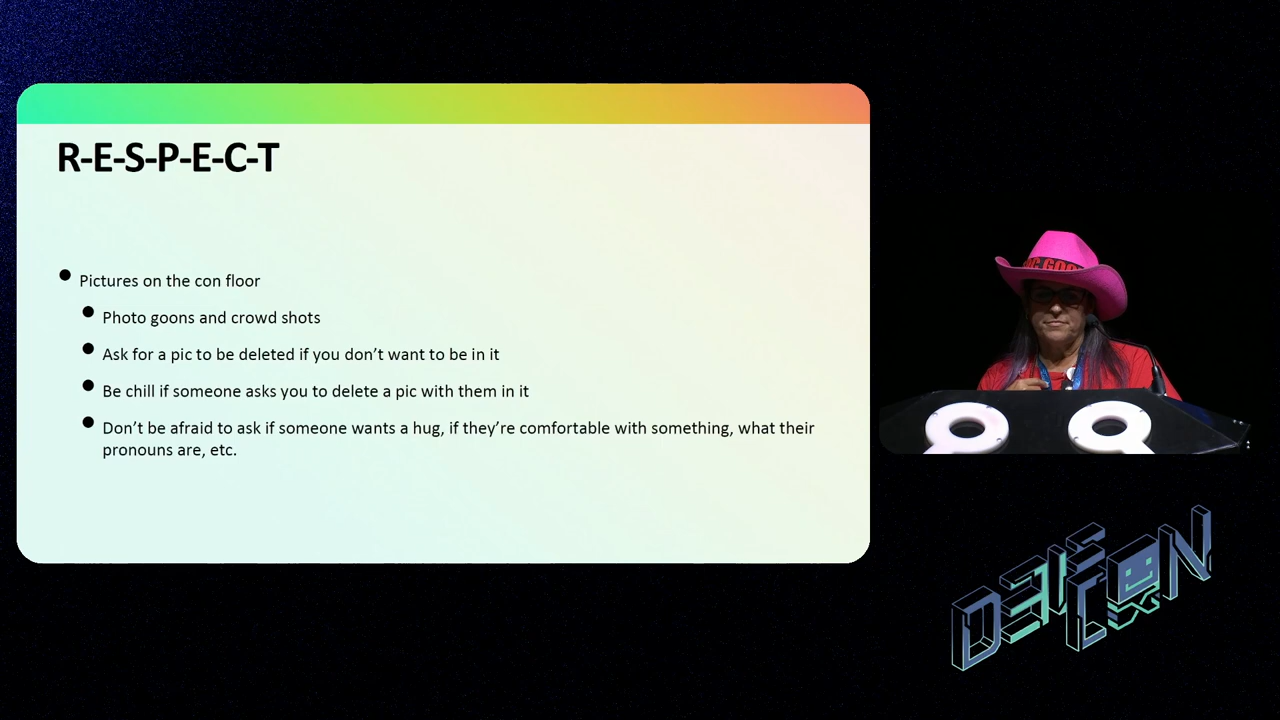 R-E-S-P-E-C-T
Pictures on the con floor
Photo goons and crowd shots
Ask for a pic to be deleted if you don’t want to be in it
Be chill if someone asks you to delete a pic with them in it
Don’t be afraid to ask if someone wants a hug, if they’re comfortable with something, what their
pronouns are, etc.
DEF
CON